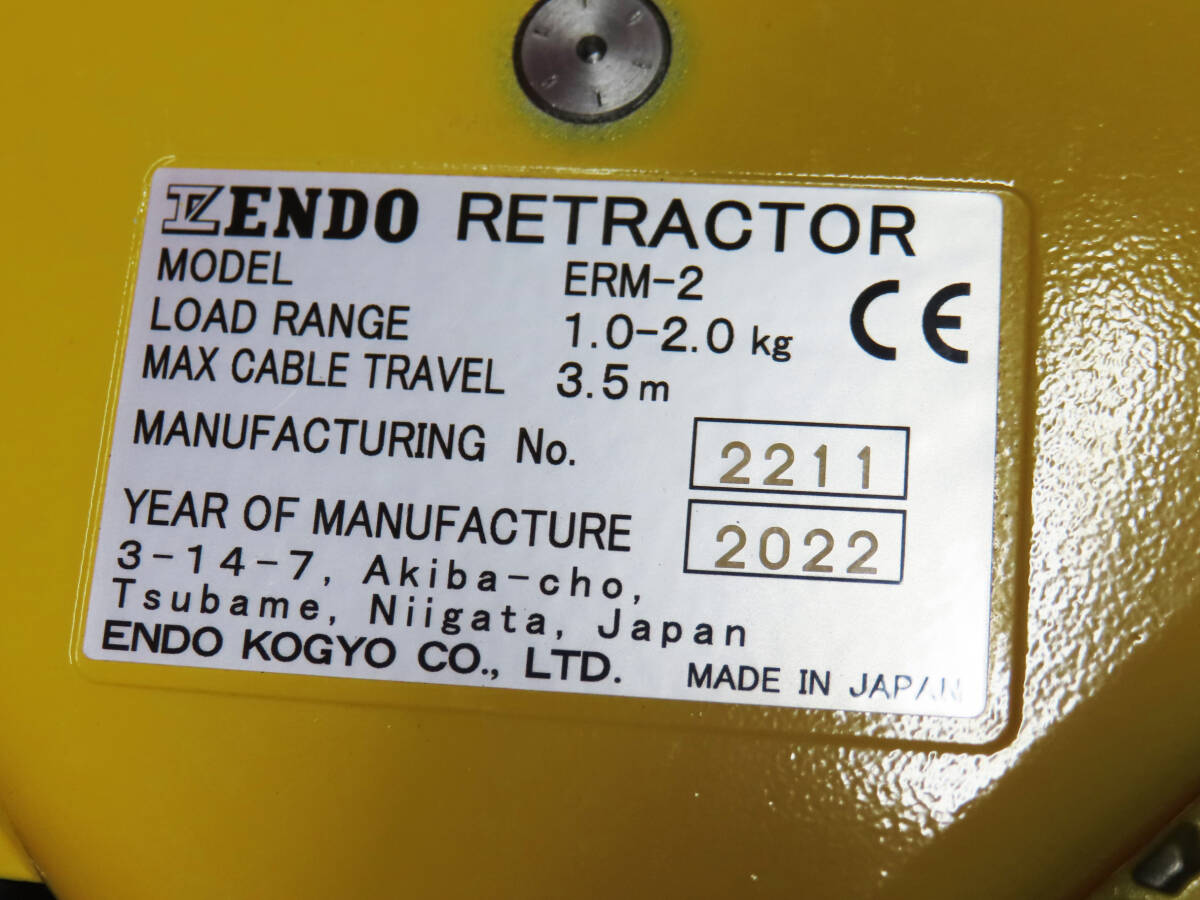 ENDO RETRACTOR
MODEL ERM-2
LOAD RANGE 1.0-2.0 kg
CE
MAX CABLE TRAVEL 3.5m
MANUFACTURING No. 2211
YEAR OF MANUFACTURE 2022
3-14-7, Akiba-cho,
Tsubame, Niigata, Japan
ENDO KOGYO CO., LTD. MADE IN JAPAN